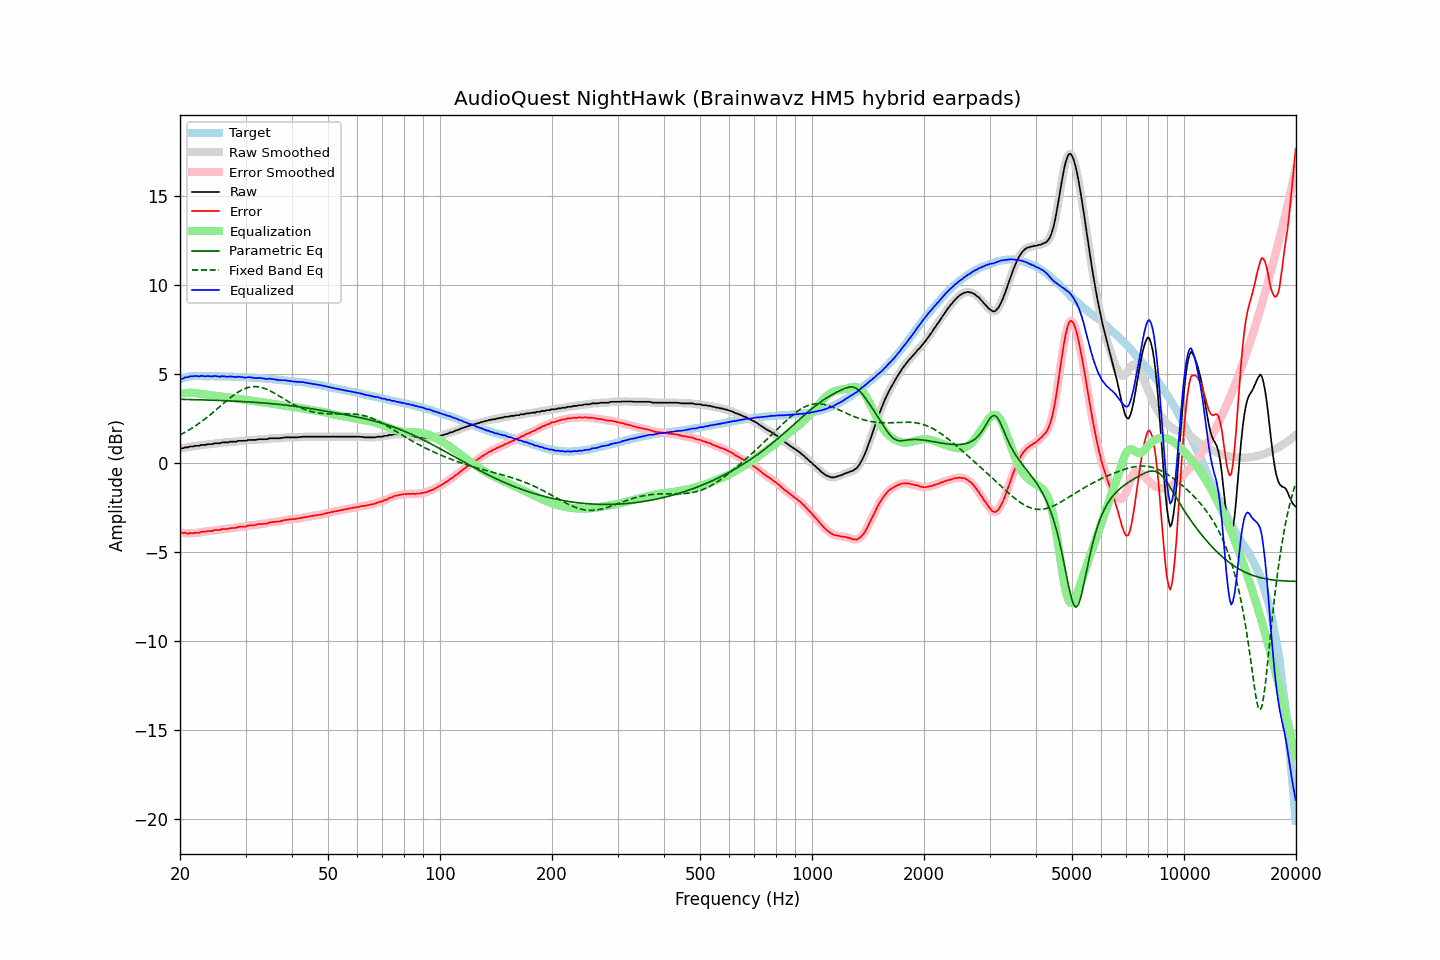 AudioQuest NightHawk (Brainwavz HM5 hybrid earpads)
Target
Raw Smoothed
Error Smoothed
Raw
Error
Equalization
Parametric Eq
Fixed Band Eq
Equalized
Amplitude (dBr)
15
10
5
0
−5
−10
−15
−20
20 50 100 200 500 1000 2000 5000 10000 20000
Frequency (Hz)